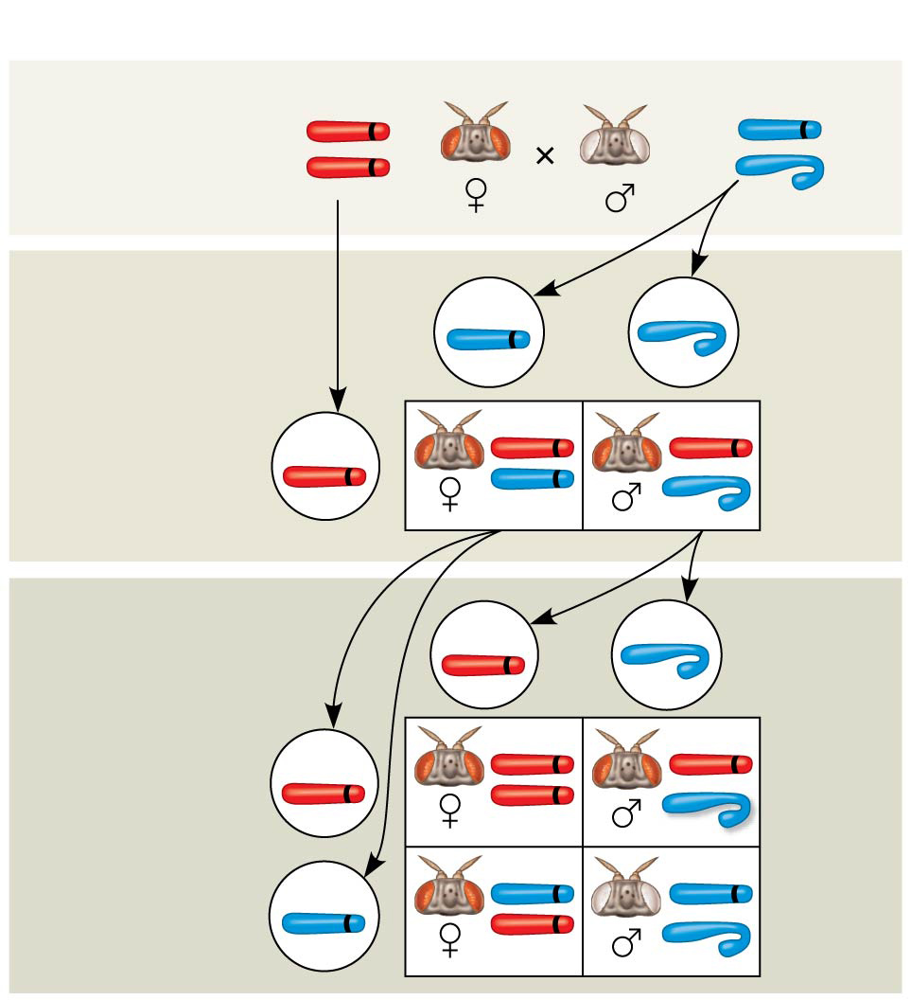 ♀ × ♂
♀ ♂
♀ ♂
♀ ♂